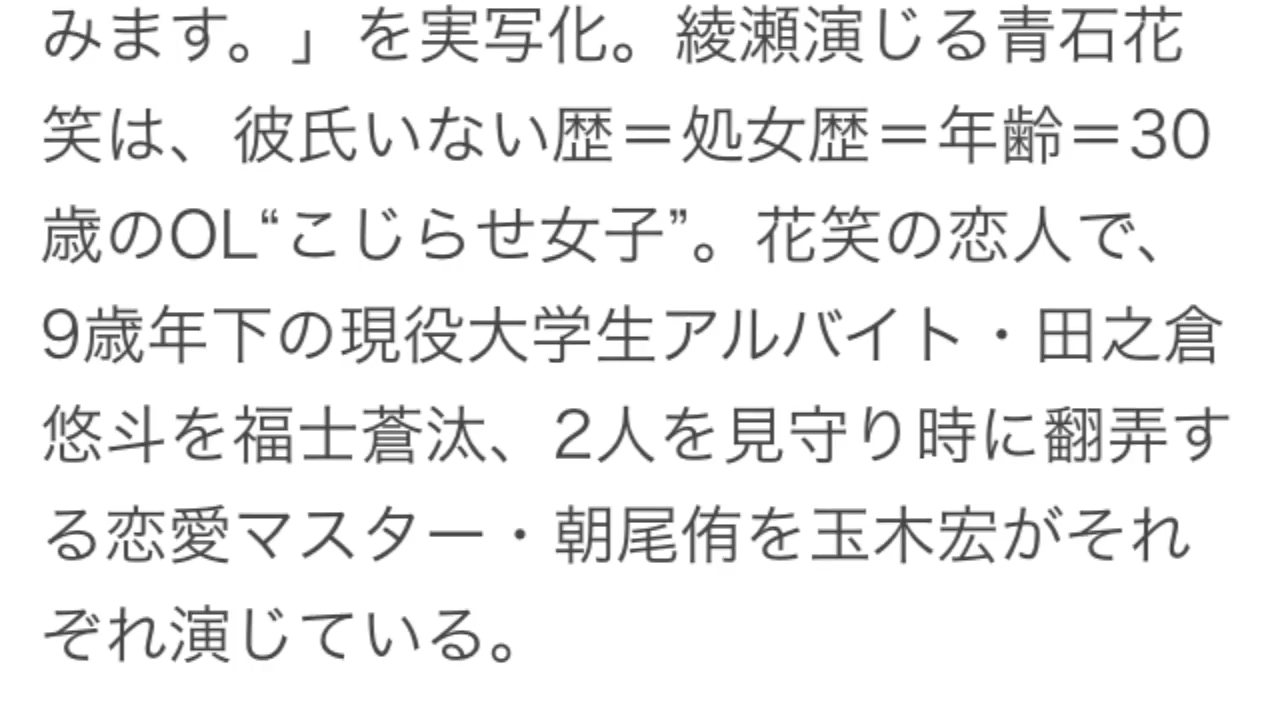 みます。」を実写化。綾瀬演じる青石花
笑は、彼氏いない歴＝処女歴＝年齢＝30
歳のOL“こじらせ女子”。花笑の恋人で、
9歳年下の現役大学生アルバイト・田之倉
悠斗を福士蒼汰、2人を見守り時に翻弄す
る恋愛マスター・朝尾侑を玉木宏がそれ
ぞれ演じている。